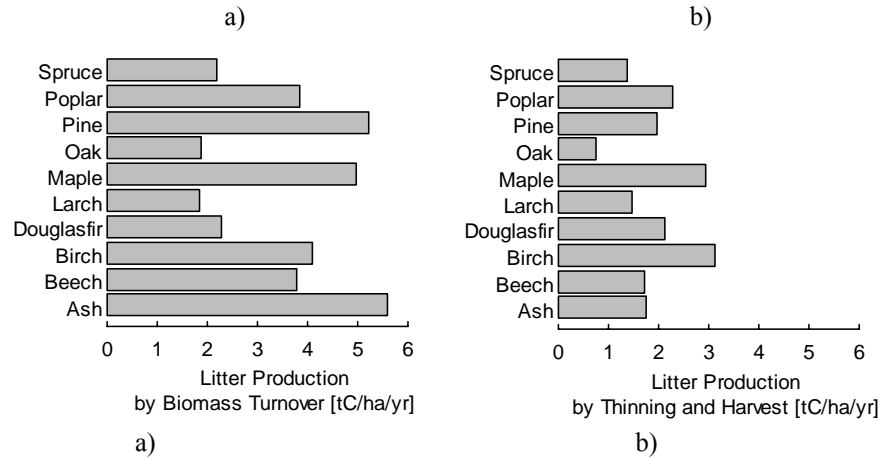 a)
b)
Spruce
Poplar
Pine
Oak
Maple
Larch
Douglasfir
Birch
Beech
Ash
0 1 2 3 4 5 6
Litter Production
by Biomass Turnover [tC/ha/yr]
a)
Spruce
Poplar
Pine
Oak
Maple
Larch
Douglasfir
Birch
Beech
Ash
0 1 2 3 4 5 6
Litter Production
by Thinning and Harvest [tC/ha/yr]
b)